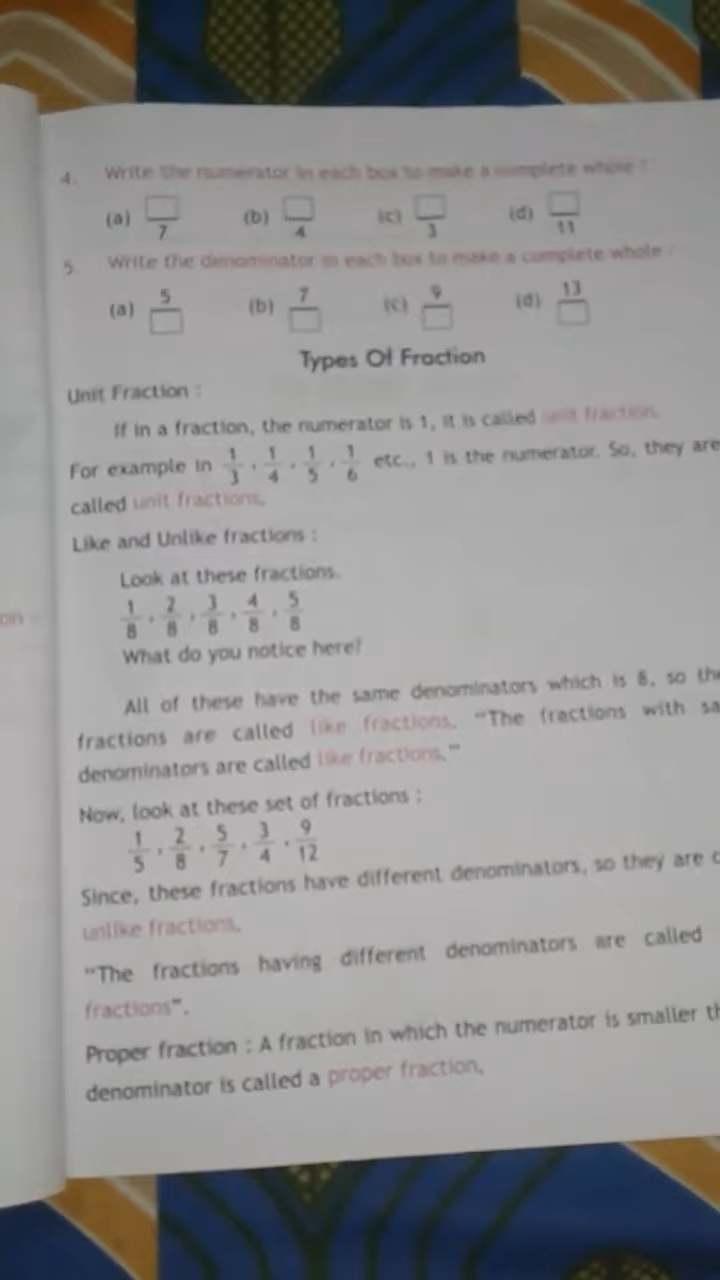 4. Write the numerator in each box to make a complete whole :
(a) □/7 (b) □/4 (c) □/3 (d) □/11
5. Write the denominator in each box to make a complete whole :
(a) 5/□ (b) 7/□ (c) 9/□ (d) 13/□
Types Of Fraction
Unit Fraction :
If in a fraction, the numerator is 1, it is called unit fraction.
For example in 1/3 , 1/4 , 1/5 , 1/6 etc., 1 is the numerator. So, they are
called unit fractions.
Like and Unlike fractions :
Look at these fractions.
on
1/8 , 2/8 , 3/8 , 4/8 , 5/8
What do you notice here?
All of these have the same denominators which is 8, so the
fractions are called like fractions. "The fractions with sa
denominators are called like fractions."
Now, look at these set of fractions :
1/5 , 2/8 , 5/7 , 3/4 , 9/12
Since, these fractions have different denominators, so they are c
unlike fractions.
"The fractions having different denominators are called
fractions".
Proper fraction : A fraction in which the numerator is smaller th
denominator is called a proper fraction.